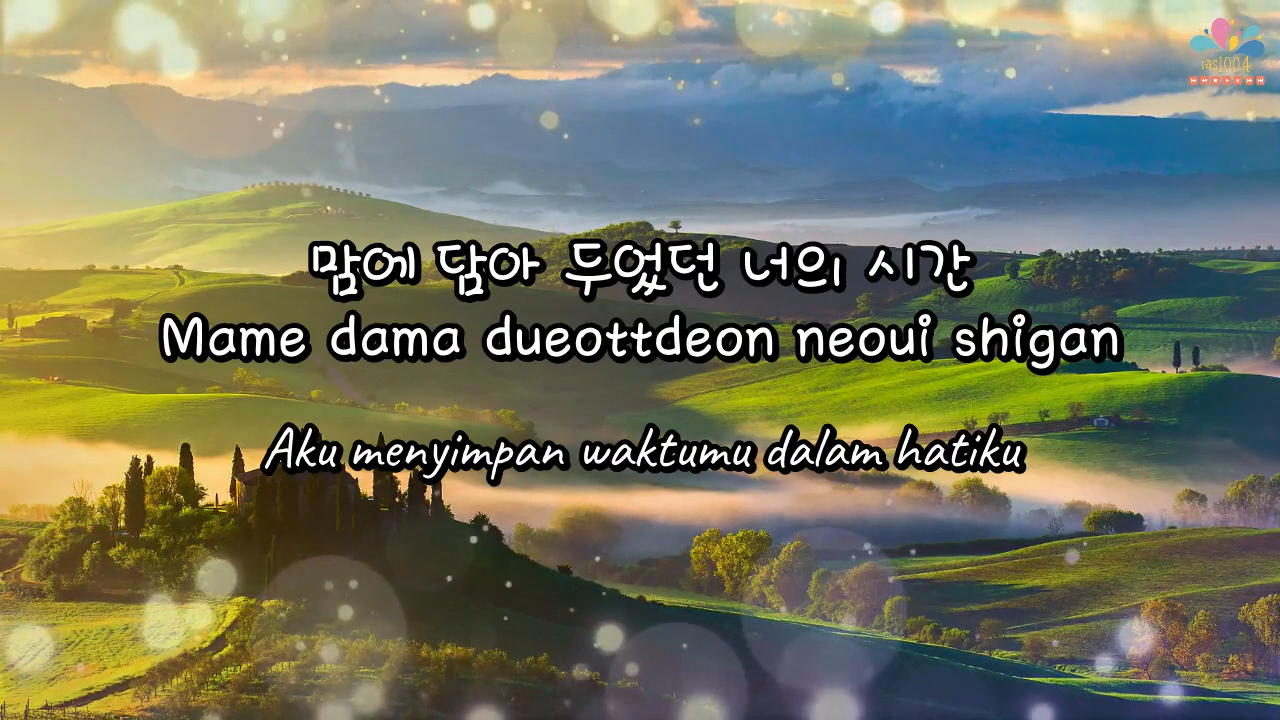 ias1004
맘에 담아 두었던 너의 시간
Mame dama dueottdeon neoui shigan
Aku menyimpan waktumu dalam hatiku